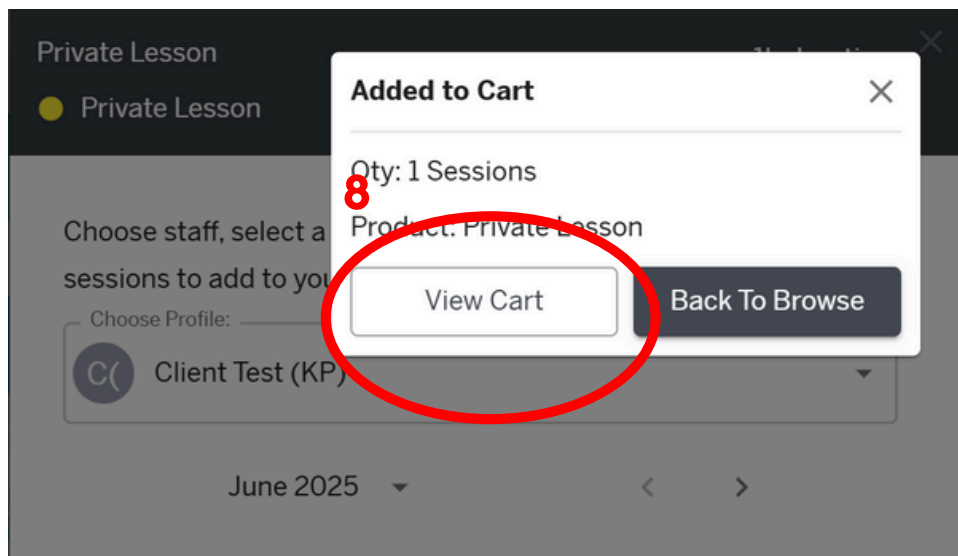 Private Lesson
Private Lesson
Added to Cart
Qty: 1 Sessions
8
Product: Private Lesson
View Cart
Back To Browse
Choose staff, select a
sessions to add to you
Choose Profile:
C(
Client Test (KP)
June 2025